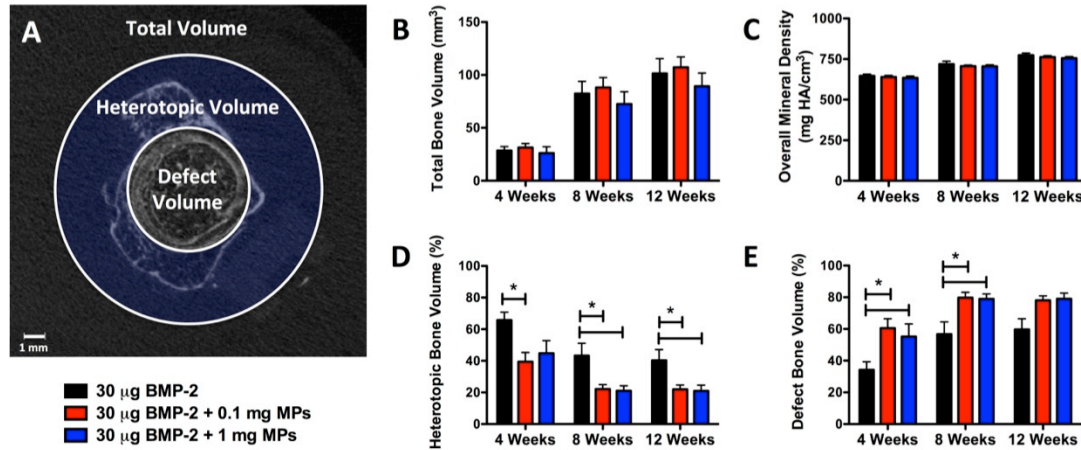 A
Total Volume
Heterotopic Volume
Defect
Volume
1 mm
30 μg BMP-2
30 μg BMP-2 + 0.1 mg MPs
30 μg BMP-2 + 1 mg MPs
B
Total Bone Volume (mm³)
150
100
50
0
4 Weeks
8 Weeks
12 Weeks
C
Overall Mineral Density
(mg HA/cm³)
1000
750
500
250
0
4 Weeks
8 Weeks
12 Weeks
D
Heterotopic Bone Volume (%)
100
80
60
40
20
0
*
*
*
4 Weeks
8 Weeks
12 Weeks
E
Defect Bone Volume (%)
100
80
60
40
20
0
*
*
4 Weeks
8 Weeks
12 Weeks